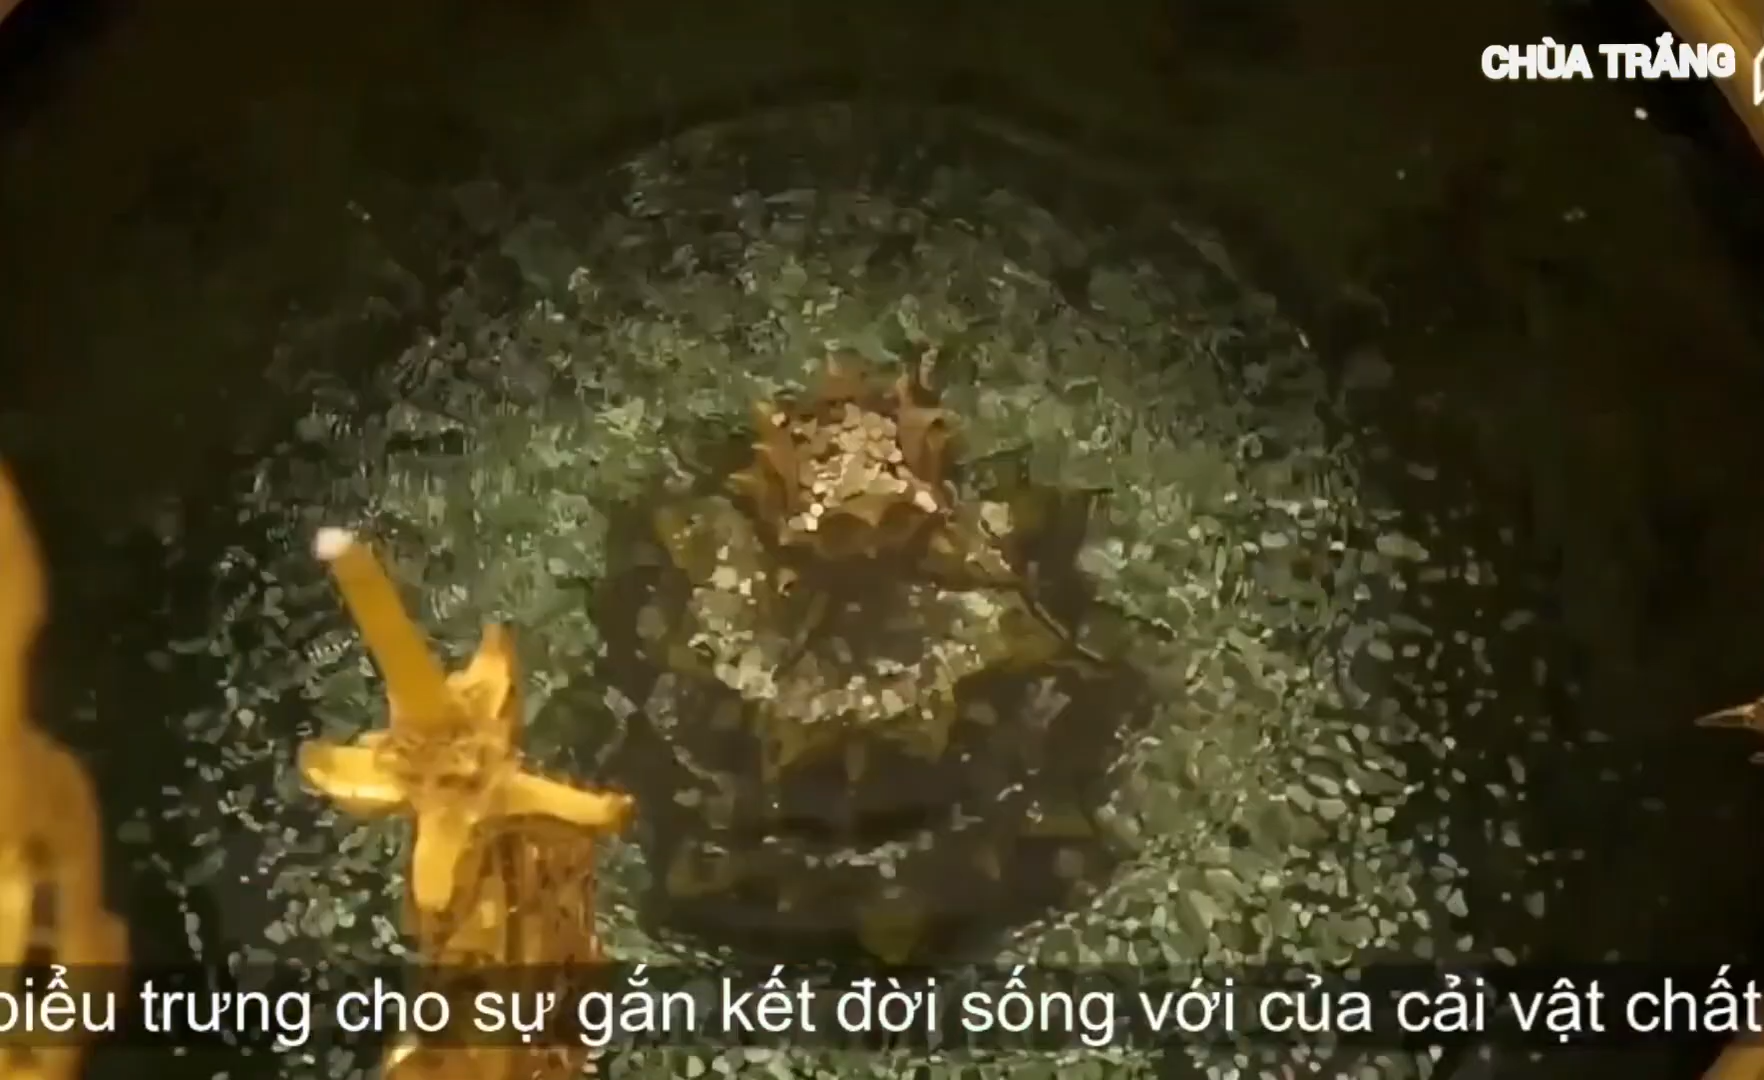 CHÙA TRẮNG
biểu trưng cho sự gắn kết đời sống với của cải vật chất